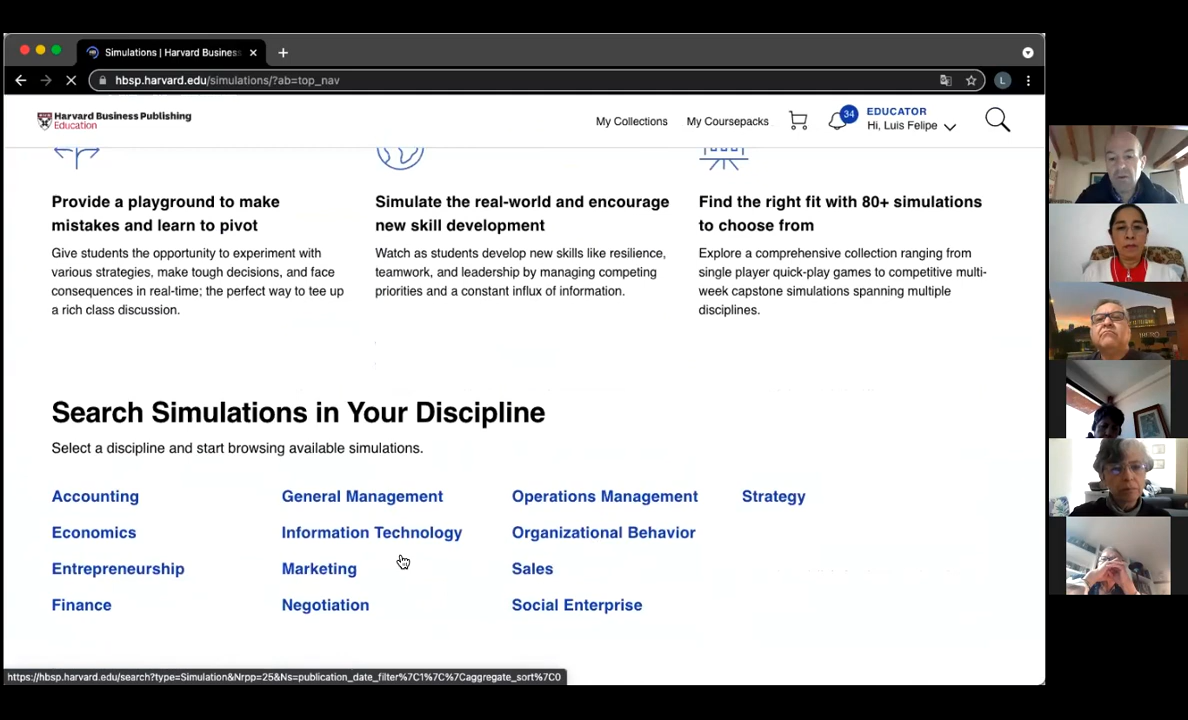 Simulations | Harvard Business
hbsp.harvard.edu/simulations/?ab=top_nav
L
Harvard Business Publishing
Education
My Collections
My Coursepacks
34
EDUCATOR
Hi, Luis Felipe
Provide a playground to make
mistakes and learn to pivot
Give students the opportunity to experiment with
various strategies, make tough decisions, and face
consequences in real-time; the perfect way to tee up
a rich class discussion.
Simulate the real-world and encourage
new skill development
Watch as students develop new skills like resilience,
teamwork, and leadership by managing competing
priorities and a constant influx of information.
Find the right fit with 80+ simulations
to choose from
Explore a comprehensive collection ranging from
single player quick-play games to competitive multi-
week capstone simulations spanning multiple
disciplines.
Search Simulations in Your Discipline
Select a discipline and start browsing available simulations.
Accounting
Economics
Entrepreneurship
Finance
General Management
Information Technology
Marketing
Negotiation
Operations Management
Organizational Behavior
Sales
Social Enterprise
Strategy
https://hbsp.harvard.edu/search?type=Simulation&Nrpp=25&Ns=publication_date_filter%7C1%7C%7Caggregate_sort%7C0